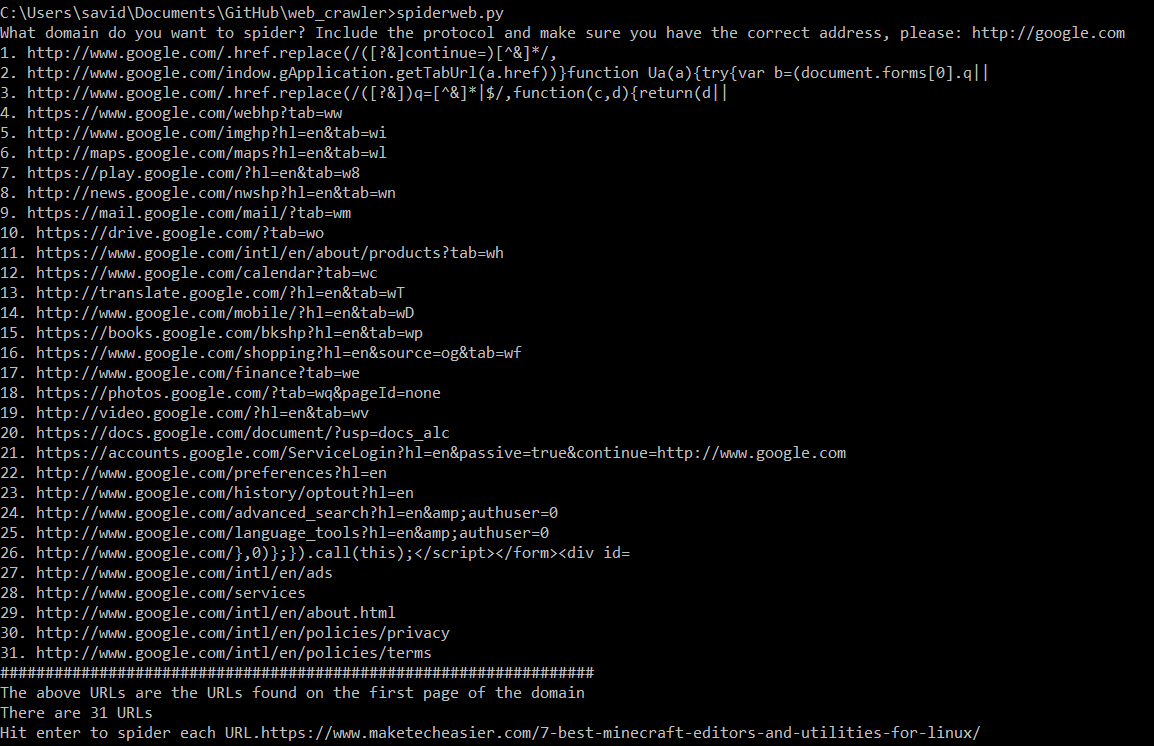 C:\Users\savid\Documents\GitHub\web_crawler>spiderweb.py
What domain do you want to spider? Include the protocol and make sure you have the correct address, please: http://google.com
1. http://www.google.com/.href.replace(/([?&]continue=)[^&]*/,
2. http://www.google.com/indow.gApplication.getTabUrl(a.href))}function Ua(a){try{var b=(document.forms[0].q||
3. http://www.google.com/.href.replace(/([?&])q=[^&]*|$/,function(c,d){return(d||
4. http://www.google.com/webhp?tab=ww
5. http://www.google.com/imghp?hl=en&tab=wi
6. http://maps.google.com/maps?hl=en&tab=wl
7. https://play.google.com/?hl=en&tab=w8
8. http://news.google.com/nwshp?hl=en&tab=wn
9. https://mail.google.com/mail/?tab=wm
10. https://drive.google.com/?tab=wo
11. https://www.google.com/intl/en/about/products?tab=wh
12. https://www.google.com/calendar?tab=wc
13. http://translate.google.com/?hl=en&tab=wT
14. http://www.google.com/mobile/?hl=en&tab=wD
15. https://books.google.com/bkshp?hl=en&tab=wp
16. https://www.google.com/shopping?hl=en&source=og&tab=wf
17. http://www.google.com/finance?tab=we
18. https://photos.google.com/?tab=wq&pageId=none
19. http://video.google.com/?hl=en&tab=wv
20. https://docs.google.com/document/?usp=docs_alc
21. https://accounts.google.com/ServiceLogin?hl=en&passive=true&continue=http://www.google.com
22. http://www.google.com/preferences?hl=en
23. http://www.google.com/history/optout?hl=en
24. http://www.google.com/advanced_search?hl=en&amp;authuser=0
25. http://www.google.com/language_tools?hl=en&amp;authuser=0
26. http://www.google.com/},0)};}).call(this);</script></form><div id=
27. http://www.google.com/intl/en/ads
28. http://www.google.com/services
29. http://www.google.com/intl/en/about.html
30. http://www.google.com/intl/en/policies/privacy
31. http://www.google.com/intl/en/policies/terms
##################################################################
The above URLs are the URLs found on the first page of the domain
There are 31 URLs
Hit enter to spider each URL.https://www.maketecheasier.com/7-best-minecraft-editors-and-utilities-for-linux/